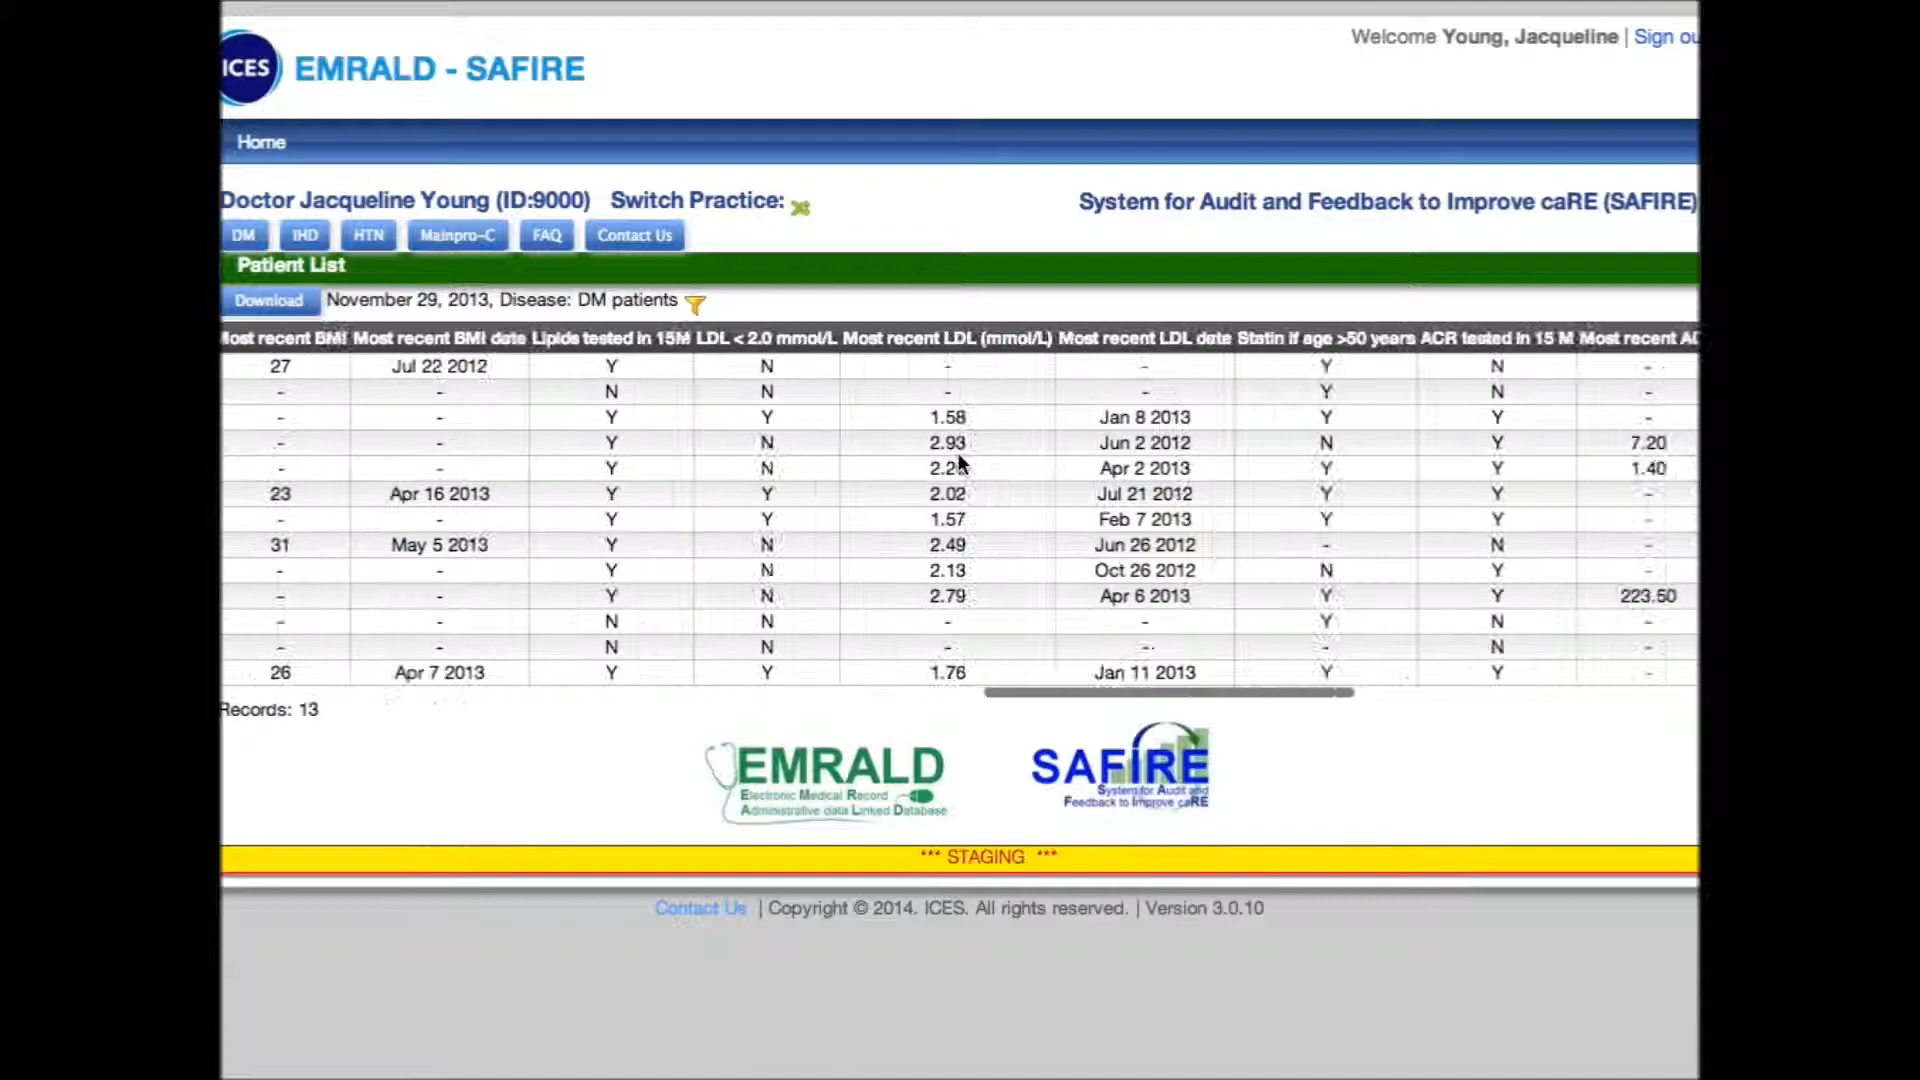 Welcome Young, Jacqueline | Sign ou
ICES EMRALD - SAFIRE
Home
Doctor Jacqueline Young (ID:9000) Switch Practice: System for Audit and Feedback to Improve caRE (SAFIRE)
DM IHD HTN Mainpro-C FAQ Contact Us
Patient List
Download November 29, 2013, Disease: DM patients
Most recent BMI Most recent BMI date Lipids tested in 15M LDL < 2.0 mmol/L Most recent LDL (mmol/L) Most recent LDL date Statin if age >50 years ACR tested in 15 M Most recent AC
27 Jul 22 2012 Y N - - Y N -
- - N N - - Y N -
- - Y Y 1.58 Jan 8 2013 Y Y -
- - Y N 2.93 Jun 2 2012 N Y 7.20
- - Y N Apr 2 2013 Y Y 1.40
23 Apr 16 2013 Y Y 2.02 Jul 21 2012 Y Y -
- - Y Y 1.57 Feb 7 2013 Y Y -
31 May 5 2013 Y N 2.49 Jun 26 2012 - N -
- - Y N 2.13 Oct 26 2012 N Y -
- - Y N 2.79 Apr 6 2013 Y Y 223.60
- - N N - - Y N -
- - N N - - - N -
26 Apr 7 2013 Y Y 1.76 Jan 11 2013 Y Y -
Records: 13
EMRALD
Electronic Medical Record
Administrative data Linked Database
SAFIRE
System for Audit and
Feedback to Improve caRE
*** STAGING ***
Contact Us | Copyright © 2014. ICES. All rights reserved. | Version 3.0.10